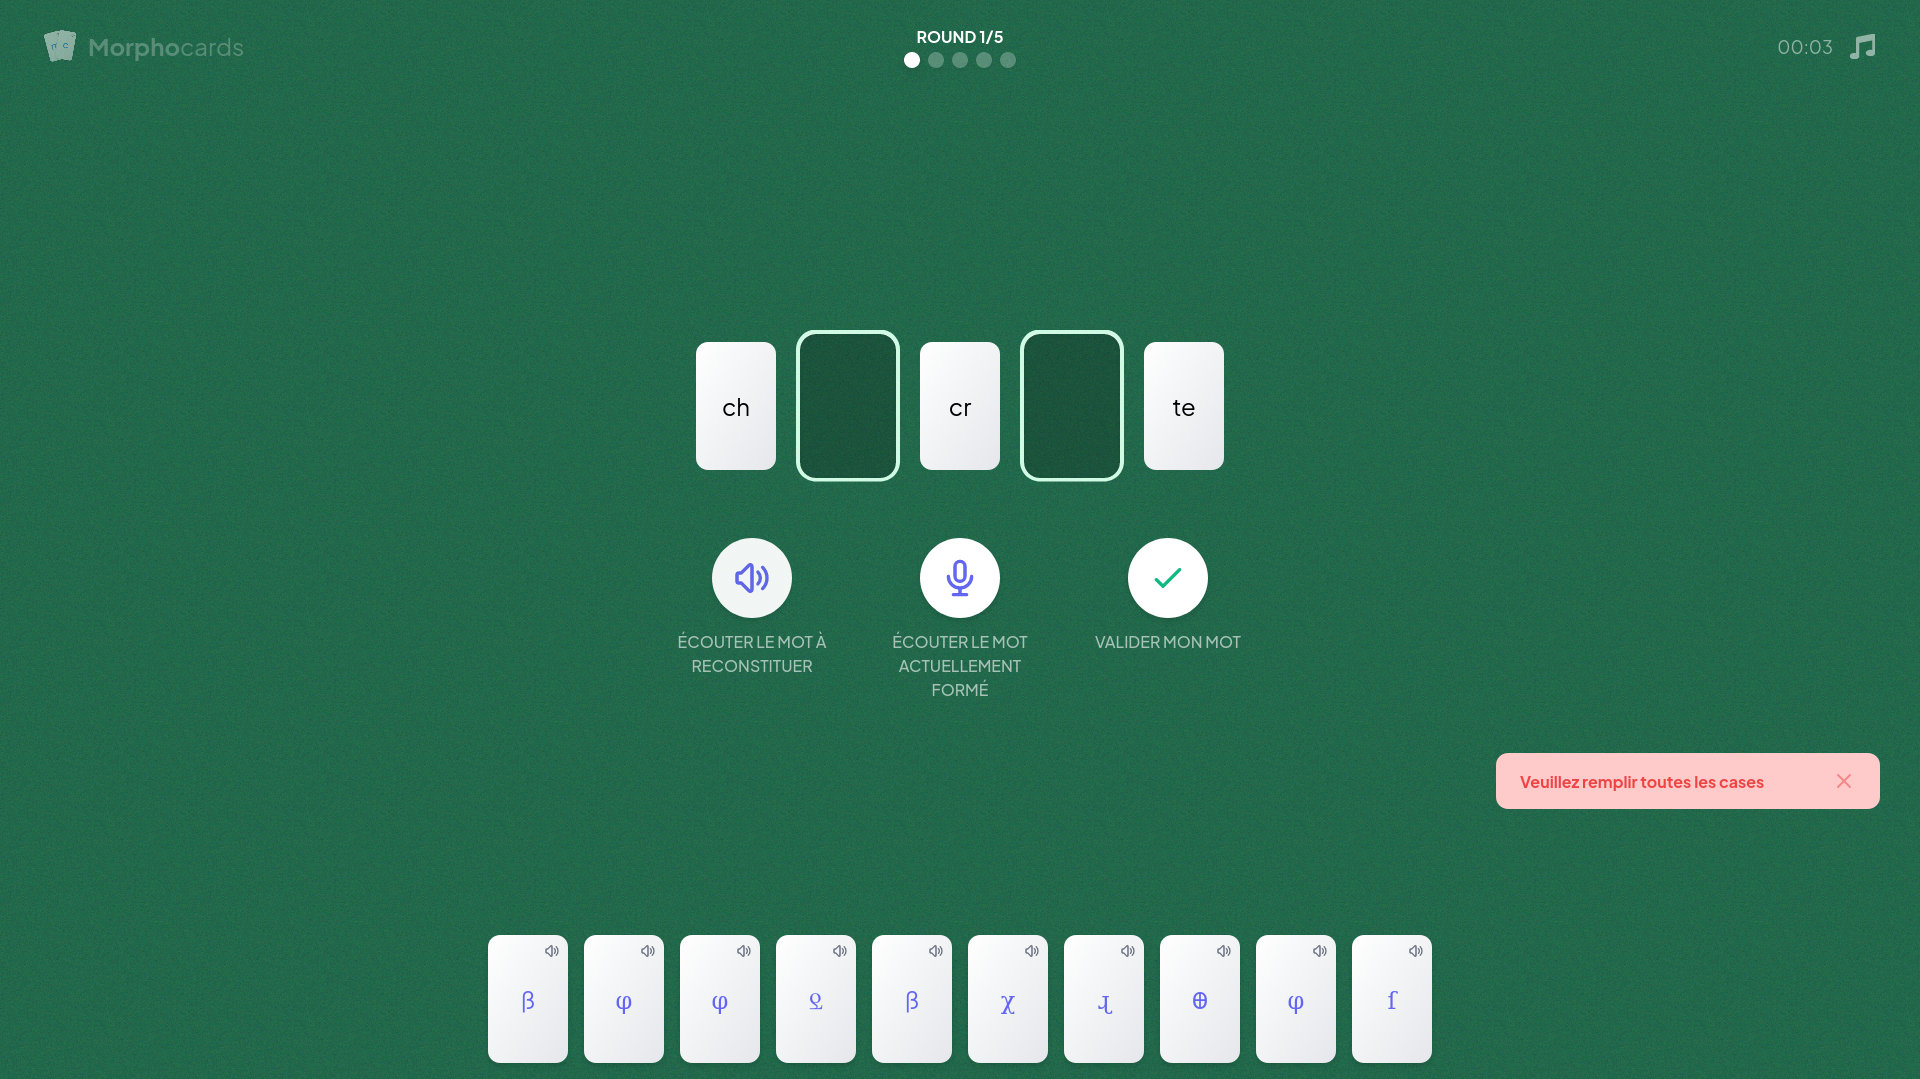 Morphocards
ROUND 1/5
00:03
ch cr te
ÉCOUTER LE MOT À
RECONSTITUER
ÉCOUTER LE MOT
ACTUELLEMENT
FORMÉ
VALIDER MON MOT
Veuillez remplir toutes les cases
ꞵ φ φ ջ ꞵ χ ʯ ⴲ φ ſ